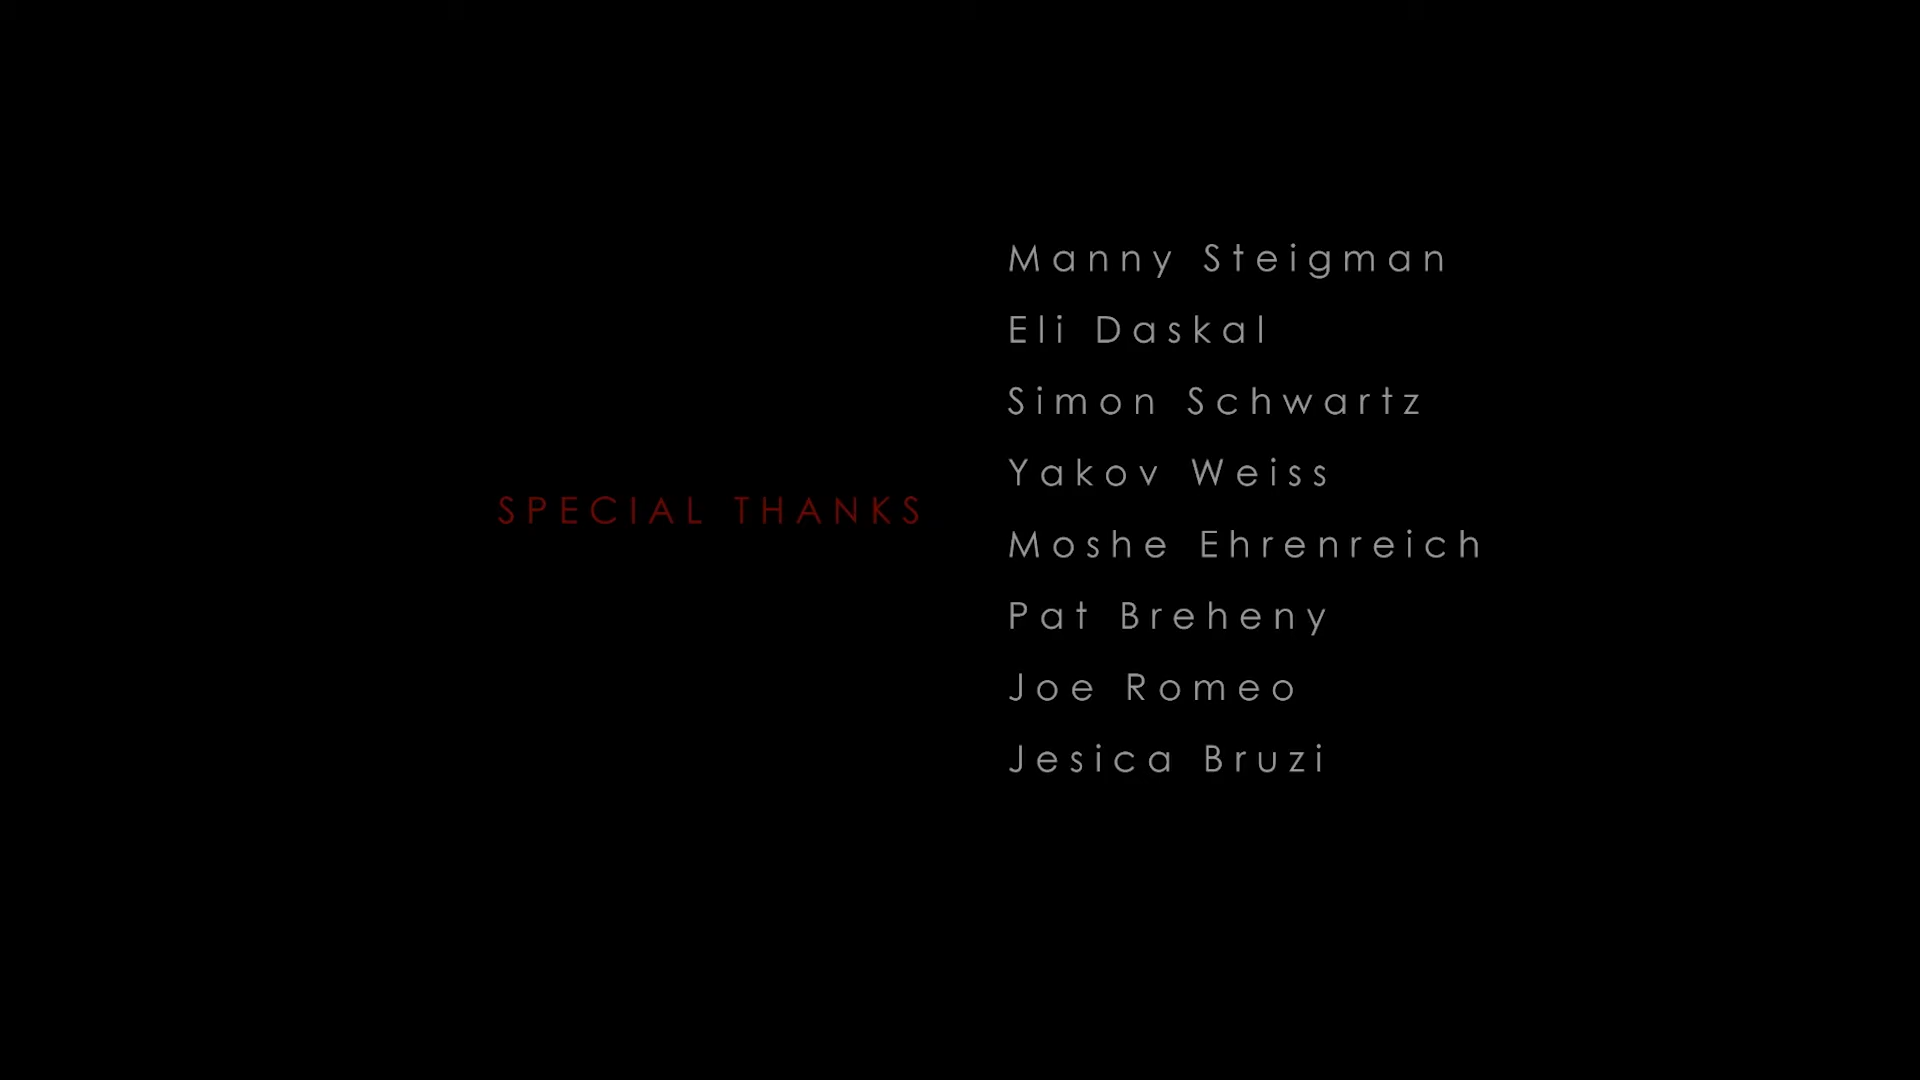 SPECIAL THANKS
Manny Steigman
Eli Daskal
Simon Schwartz
Yakov Weiss
Moshe Ehrenreich
Pat Breheny
Joe Romeo
Jesica Bruzi